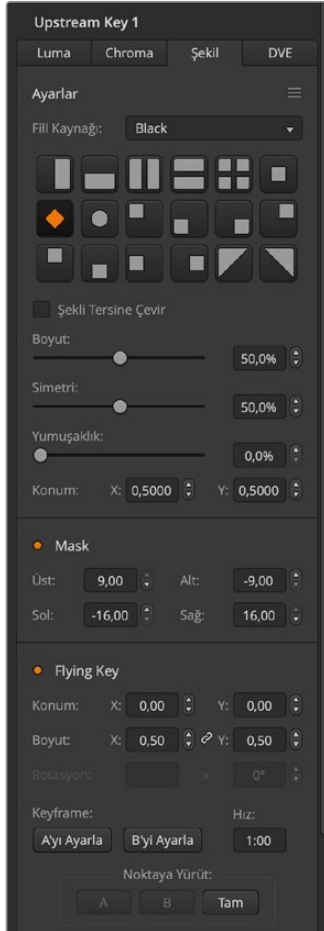 Upstream Key 1
Luma Chroma Şekil DVE
Ayarlar
Fill Kaynağı: Black
Şekli Tersine Çevir
Boyut:
50,0%
Simetri:
50,0%
Yumuşaklık:
0,0%
Konum: X: 0,5000 Y: 0,5000
Mask
Üst: 9,00 Alt: -9,00
Sol: -16,00 Sağ: 16,00
Flying Key
Konum: X: 0,00 Y: 0,00
Boyut: X: 0,50 Y: 0,50
Rotasyon: x 0°
Keyframe: Hız:
A'yı Ayarla B'yi Ayarla 1:00
Noktaya Yürüt:
A B Tam